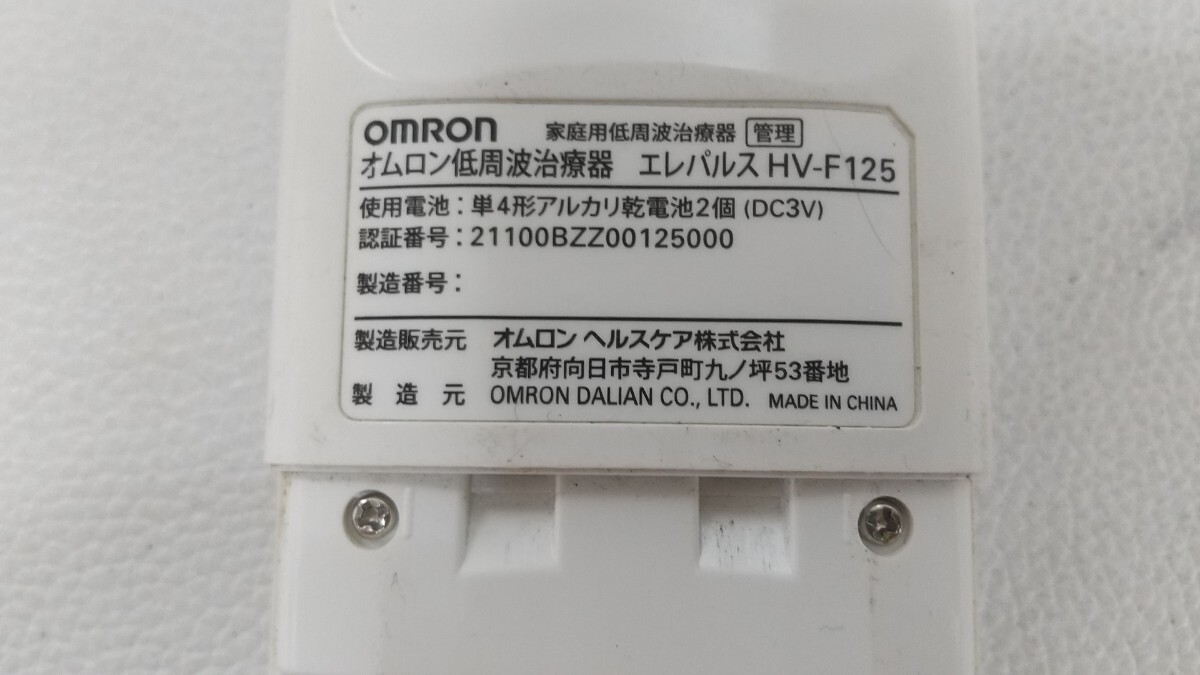 OMRON 家庭用低周波治療器 管理
オムロン低周波治療器 エレパルス HV-F125
使用電池：単4形アルカリ乾電池2個 (DC3V)
認証番号：21100BZZ00125000
製造番号：
製造販売元 オムロン ヘルスケア株式会社
京都府向日市寺戸町九ノ坪53番地
製造元 OMRON DALIAN CO., LTD. MADE IN CHINA